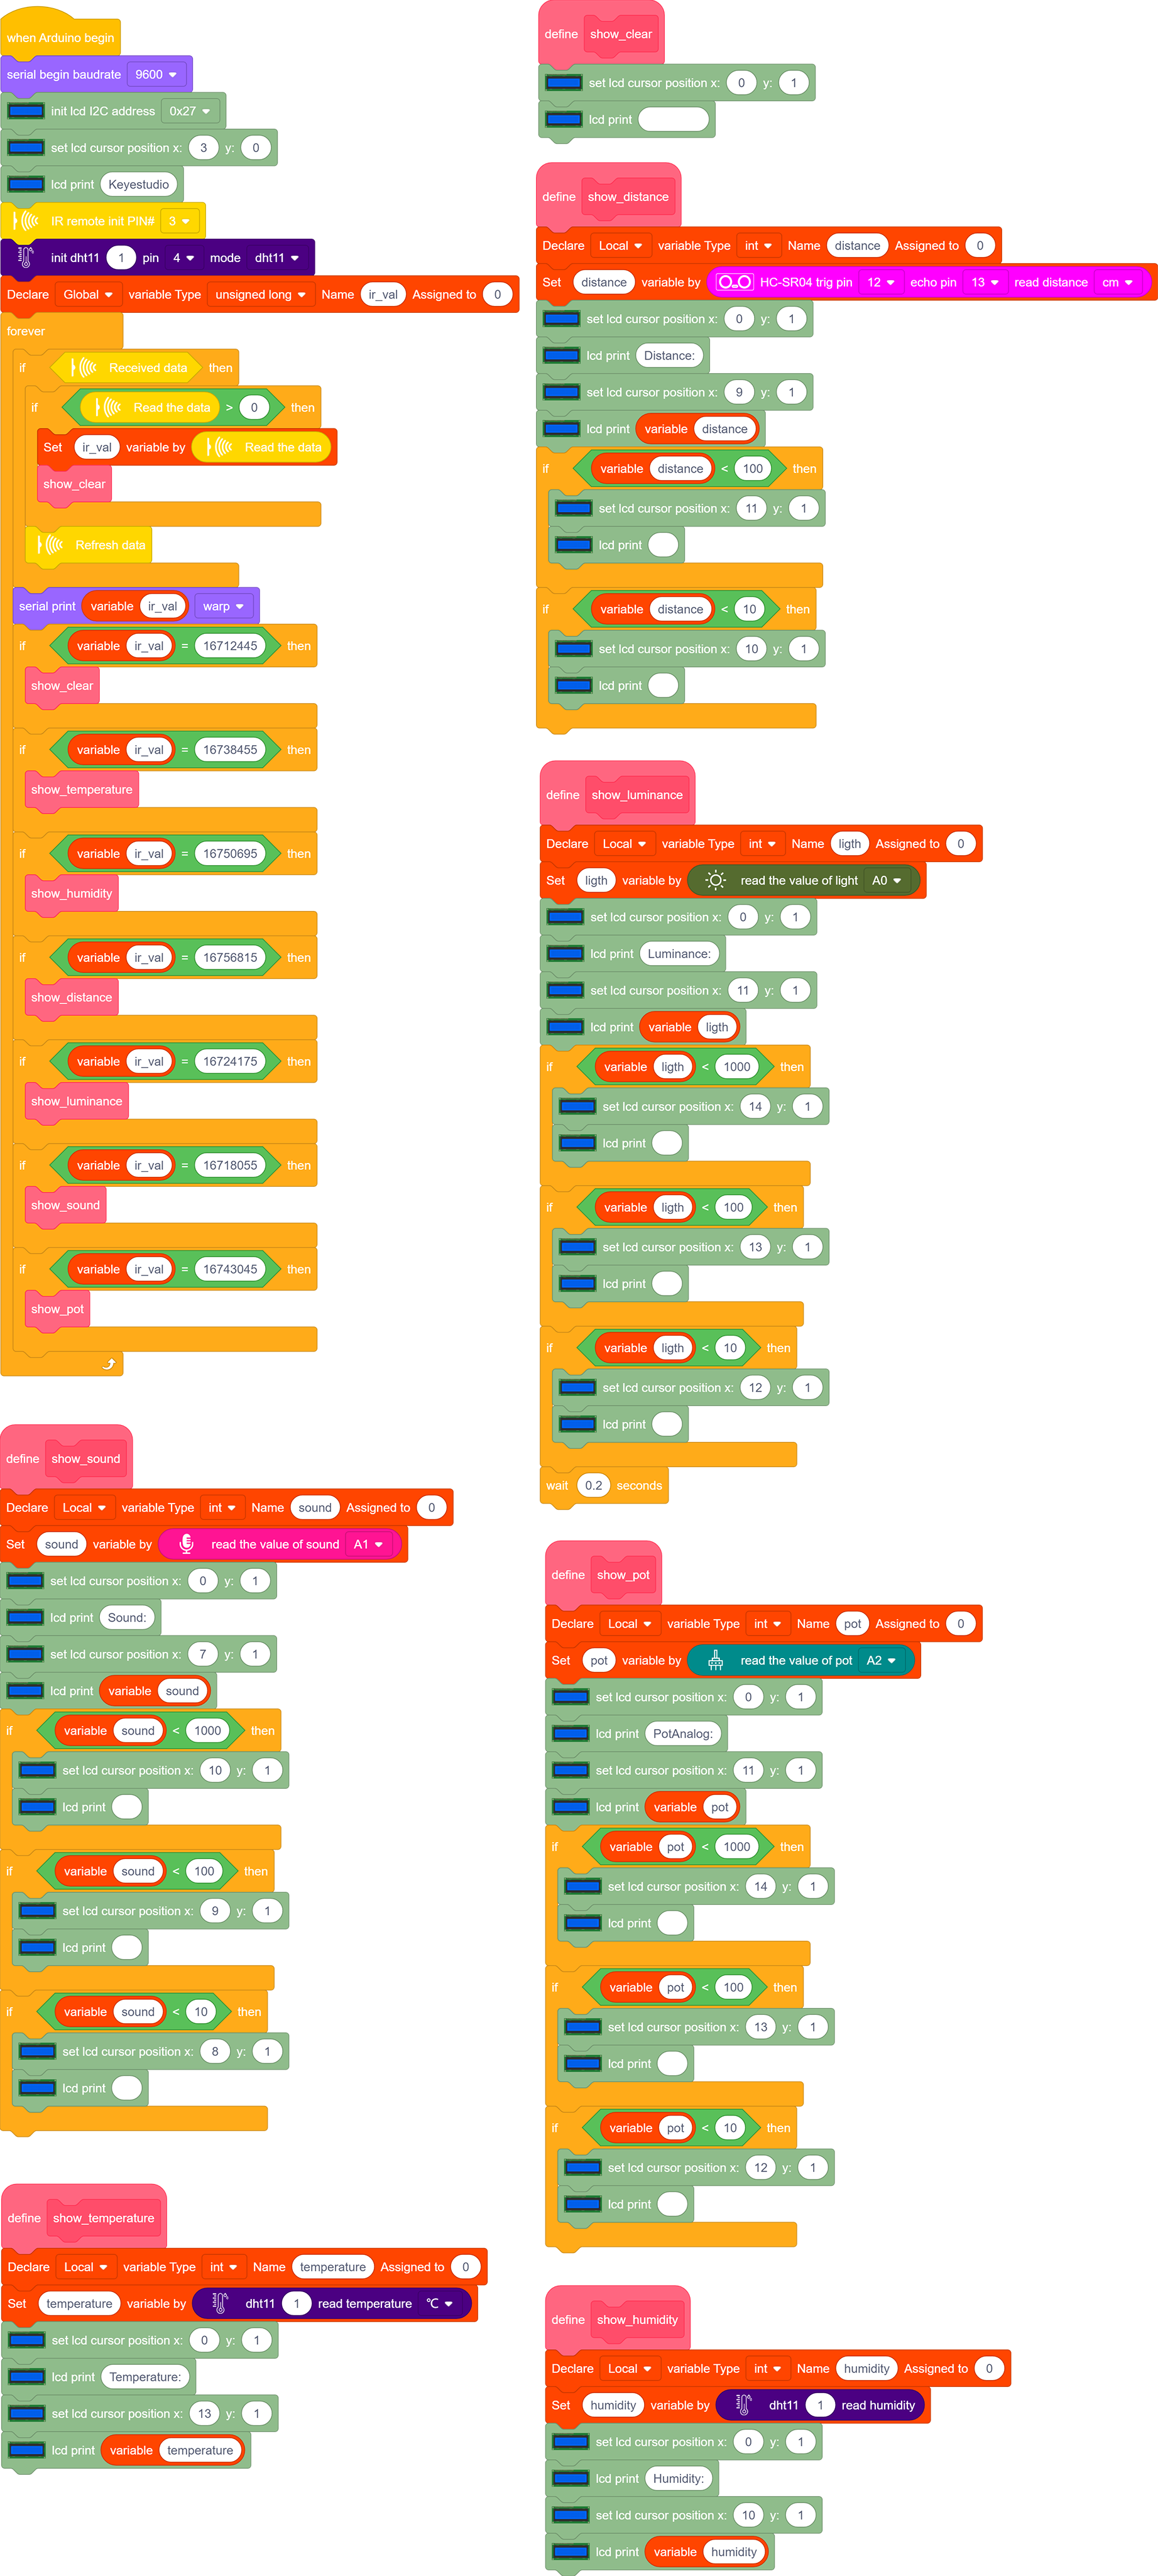 when Arduino begin
serial begin baudrate 9600
init lcd I2C address 0x27
set lcd cursor position x: 3 y: 0
lcd print Keyestudio
IR remote init PIN# 3
init dht11 1 pin 4 mode dht11
Declare Global variable Type unsigned long Name ir_val Assigned to 0
forever
if Received data then
if Read the data > 0 then
Set ir_val variable by Read the data
show_clear
Refresh data
serial print variable ir_val warp
if variable ir_val = 16712445 then
show_clear
if variable ir_val = 16738455 then
show_temperature
if variable ir_val = 16750695 then
show_humidity
if variable ir_val = 16756815 then
show_distance
if variable ir_val = 16724175 then
show_luminance
if variable ir_val = 16718055 then
show_sound
if variable ir_val = 16743045 then
show_pot
define show_sound
Declare Local variable Type int Name sound Assigned to 0
Set sound variable by read the value of sound A1
set lcd cursor position x: 0 y: 1
lcd print Sound:
set lcd cursor position x: 7 y: 1
lcd print variable sound
if variable sound < 1000 then
set lcd cursor position x: 10 y: 1
lcd print
if variable sound < 100 then
set lcd cursor position x: 9 y: 1
lcd print
if variable sound < 10 then
set lcd cursor position x: 8 y: 1
lcd print
define show_temperature
Declare Local variable Type int Name temperature Assigned to 0
Set temperature variable by dht11 1 read temperature ℃
set lcd cursor position x: 0 y: 1
lcd print Temperature:
set lcd cursor position x: 13 y: 1
lcd print variable temperature
define show_clear
set lcd cursor position x: 0 y: 1
lcd print
define show_distance
Declare Local variable Type int Name distance Assigned to 0
Set distance variable by HC-SR04 trig pin 12 echo pin 13 read distance cm
set lcd cursor position x: 0 y: 1
lcd print Distance:
set lcd cursor position x: 9 y: 1
lcd print variable distance
if variable distance < 100 then
set lcd cursor position x: 11 y: 1
lcd print
if variable distance < 10 then
set lcd cursor position x: 10 y: 1
lcd print
define show_luminance
Declare Local variable Type int Name ligth Assigned to 0
Set ligth variable by read the value of light A0
set lcd cursor position x: 0 y: 1
lcd print Luminance:
set lcd cursor position x: 11 y: 1
lcd print variable ligth
if variable ligth < 1000 then
set lcd cursor position x: 14 y: 1
lcd print
if variable ligth < 100 then
set lcd cursor position x: 13 y: 1
lcd print
if variable ligth < 10 then
set lcd cursor position x: 12 y: 1
lcd print
wait 0.2 seconds
define show_pot
Declare Local variable Type int Name pot Assigned to 0
Set pot variable by read the value of pot A2
set lcd cursor position x: 0 y: 1
lcd print PotAnalog:
set lcd cursor position x: 11 y: 1
lcd print variable pot
if variable pot < 1000 then
set lcd cursor position x: 14 y: 1
lcd print
if variable pot < 100 then
set lcd cursor position x: 13 y: 1
lcd print
if variable pot < 10 then
set lcd cursor position x: 12 y: 1
lcd print
define show_humidity
Declare Local variable Type int Name humidity Assigned to 0
Set humidity variable by dht11 1 read humidity
set lcd cursor position x: 0 y: 1
lcd print Humidity:
set lcd cursor position x: 10 y: 1
lcd print variable humidity